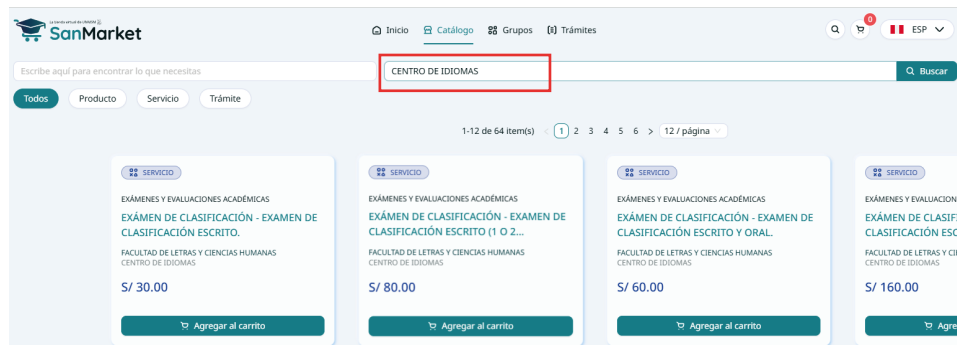 La tienda virtual de UNMSM
SanMarket
Inicio
Catálogo
Grupos
Trámites
0
ESP
Escribe aquí para encontrar lo que necesitas
CENTRO DE IDIOMAS
Buscar
Todos
Producto
Servicio
Trámite
1-12 de 64 item(s) < 1 2 3 4 5 6 > 12 / página
SERVICIO
EXÁMENES Y EVALUACIONES ACADÉMICAS
EXÁMEN DE CLASIFICACIÓN - EXAMEN DE
CLASIFICACIÓN ESCRITO.
FACULTAD DE LETRAS Y CIENCIAS HUMANAS
CENTRO DE IDIOMAS
S/ 30.00
Agregar al carrito
SERVICIO
EXÁMENES Y EVALUACIONES ACADÉMICAS
EXÁMEN DE CLASIFICACIÓN - EXAMEN DE
CLASIFICACIÓN ESCRITO (1 O 2...
FACULTAD DE LETRAS Y CIENCIAS HUMANAS
CENTRO DE IDIOMAS
S/ 80.00
Agregar al carrito
SERVICIO
EXÁMENES Y EVALUACIONES ACADÉMICAS
EXÁMEN DE CLASIFICACIÓN - EXAMEN DE
CLASIFICACIÓN ESCRITO Y ORAL.
FACULTAD DE LETRAS Y CIENCIAS HUMANAS
CENTRO DE IDIOMAS
S/ 60.00
Agregar al carrito
SERVICIO
EXÁMENES Y EVALUACION
EXÁMEN DE CLASIF
CLASIFICACIÓN ESC
FACULTAD DE LETRAS Y CI
CENTRO DE IDIOMAS
S/ 160.00
Agre